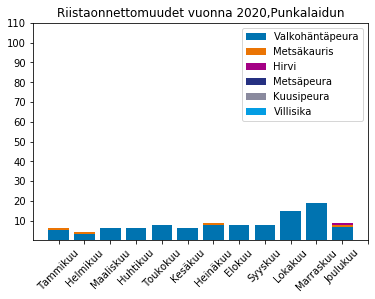 Riistaonnettomuudet vuonna 2020,Punkalaidun
110
100
90
80
70
60
50
40
30
20
10
Valkohäntäpeura
Metsäkauris
Hirvi
Metsäpeura
Kuusipeura
Villisika
Tammikuu
Helmikuu
Maaliskuu
Huhtikuu
Toukokuu
Kesäkuu
Heinäkuu
Elokuu
Syyskuu
Lokakuu
Marraskuu
Joulukuu